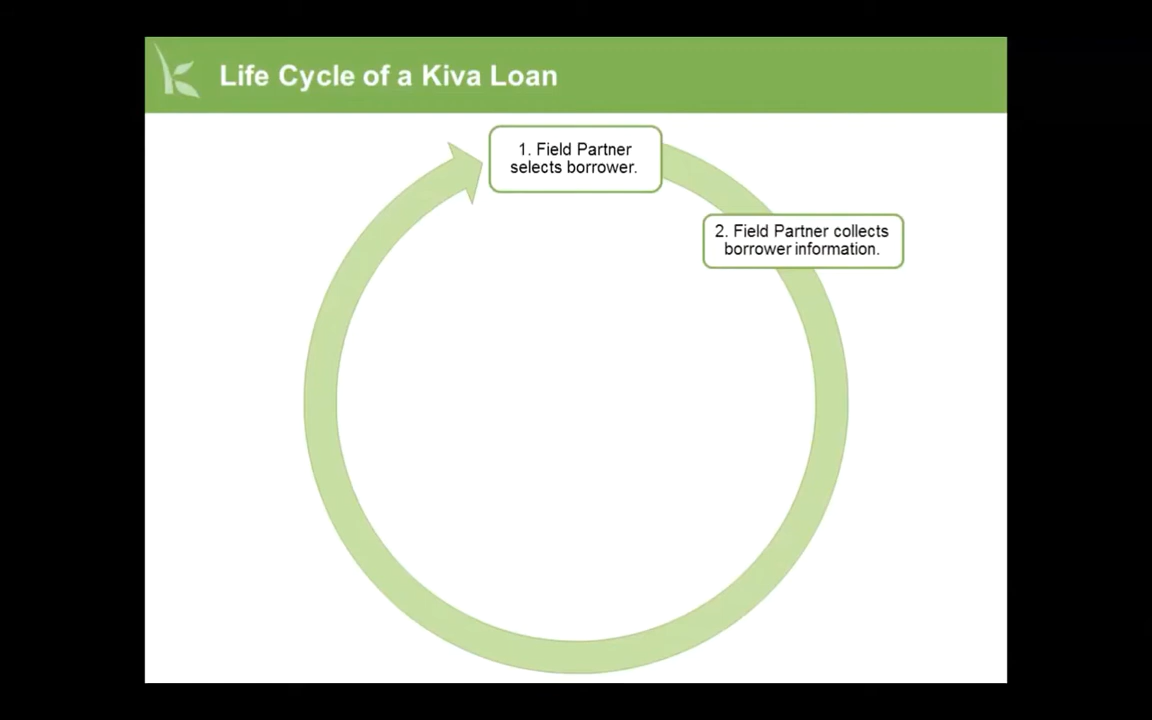 Life Cycle of a Kiva Loan
1. Field Partner
selects borrower.
2. Field Partner collects
borrower information.